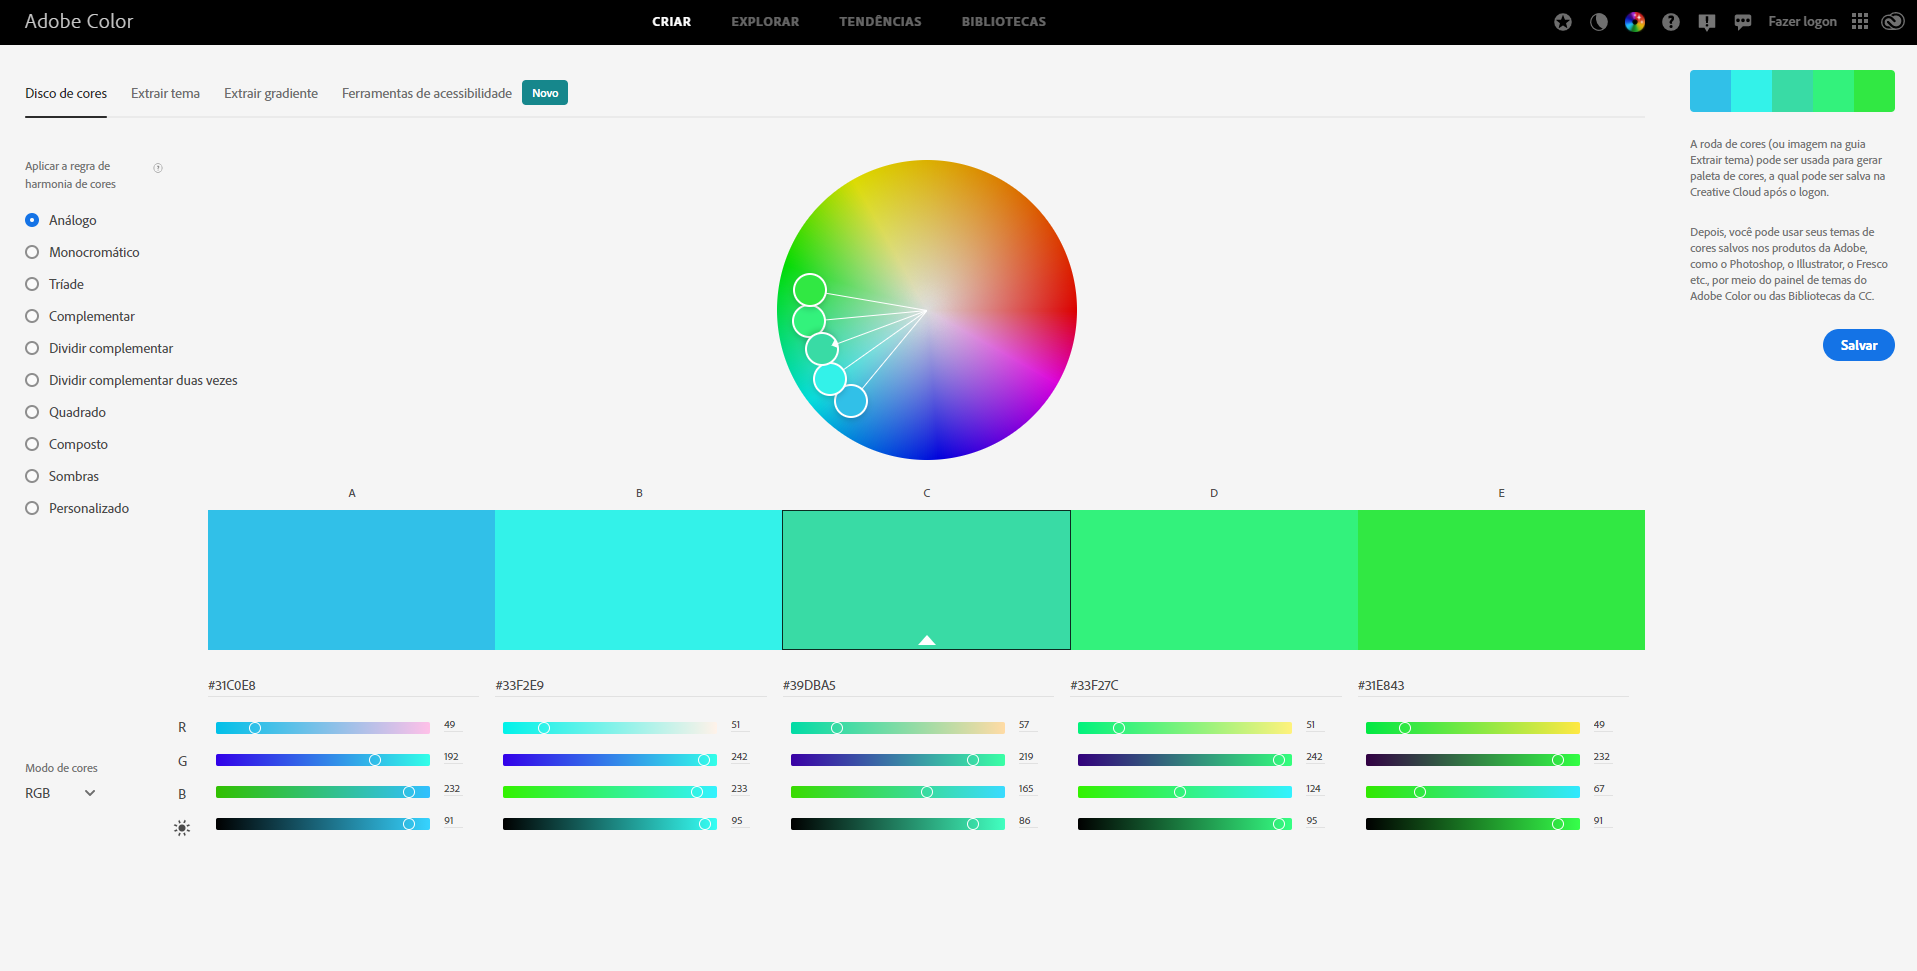 Adobe Color
CRIAR
EXPLORAR
TENDÊNCIAS
BIBLIOTECAS
Fazer logon
Disco de cores
Extrair tema
Extrair gradiente
Ferramentas de acessibilidade
Novo
A roda de cores (ou imagem na guia
Extrair tema) pode ser usada para gerar
paleta de cores, a qual pode ser salva na
Creative Cloud após o logon.
Depois, você pode usar seus temas de
cores salvos nos produtos da Adobe,
como o Photoshop, o Illustrator, o Fresco
etc., por meio do painel de temas do
Adobe Color ou das Bibliotecas da CC.
Salvar
Aplicar a regra de
harmonia de cores
Análogo
Monocromático
Tríade
Complementar
Dividir complementar
Dividir complementar duas vezes
Quadrado
Composto
Sombras
Personalizado
A B C D E
#31C0E8 #33F2E9 #39DBA5 #33F27C #31E843
R 49 51 57 51 49
G 192 242 219 242 232
Modo de cores
RGB
B 232 233 165 124 67
91 95 86 95 91